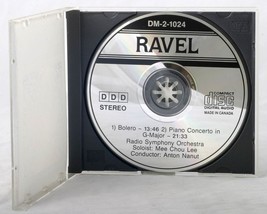 DM-2-1024
RAVEL
DDD
STEREO
COMPACT
disc
DIGITAL AUDIO
MADE IN CANADA
1) Bolero – 13:46 2) Piano Concerto in
G-Major – 21:33
Radio Symphony Orchestra
Soloist: Mee Chou Lee
Conductor: Anton Nanut